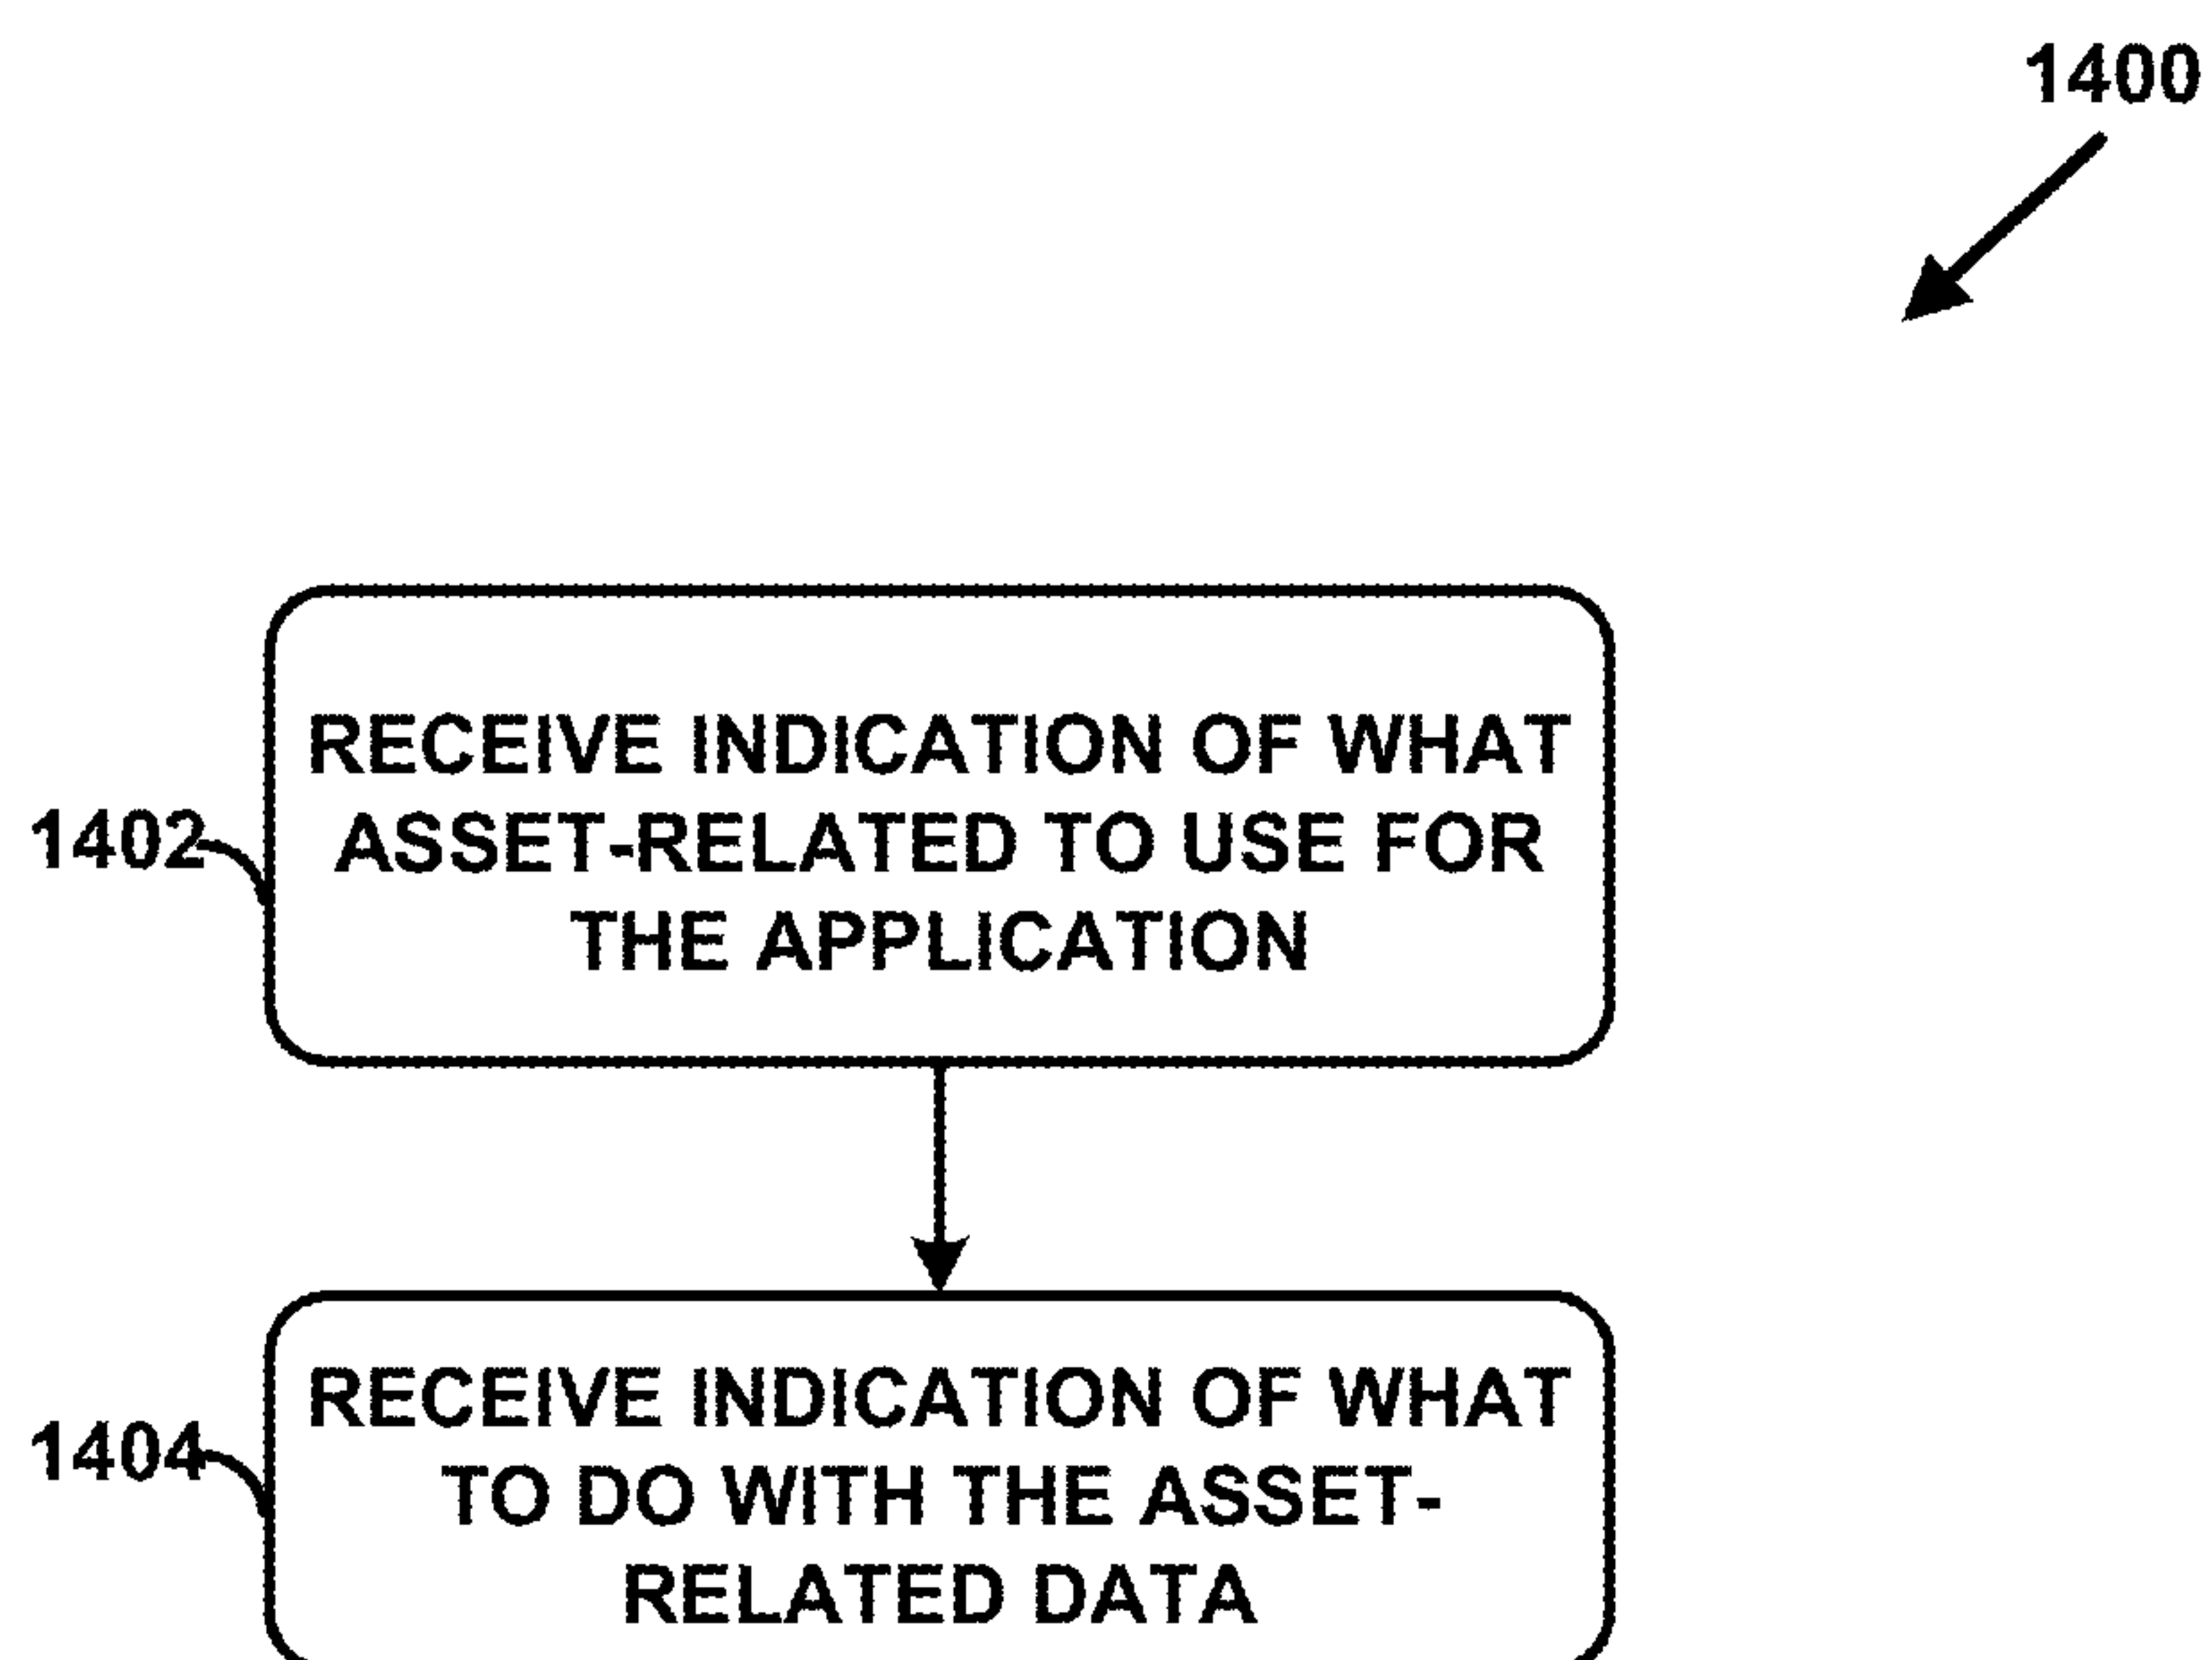 1400
RECEIVE INDICATION OF WHAT
ASSET-RELATED TO USE FOR
THE APPLICATION
1402
RECEIVE INDICATION OF WHAT
TO DO WITH THE ASSET-
RELATED DATA
1404